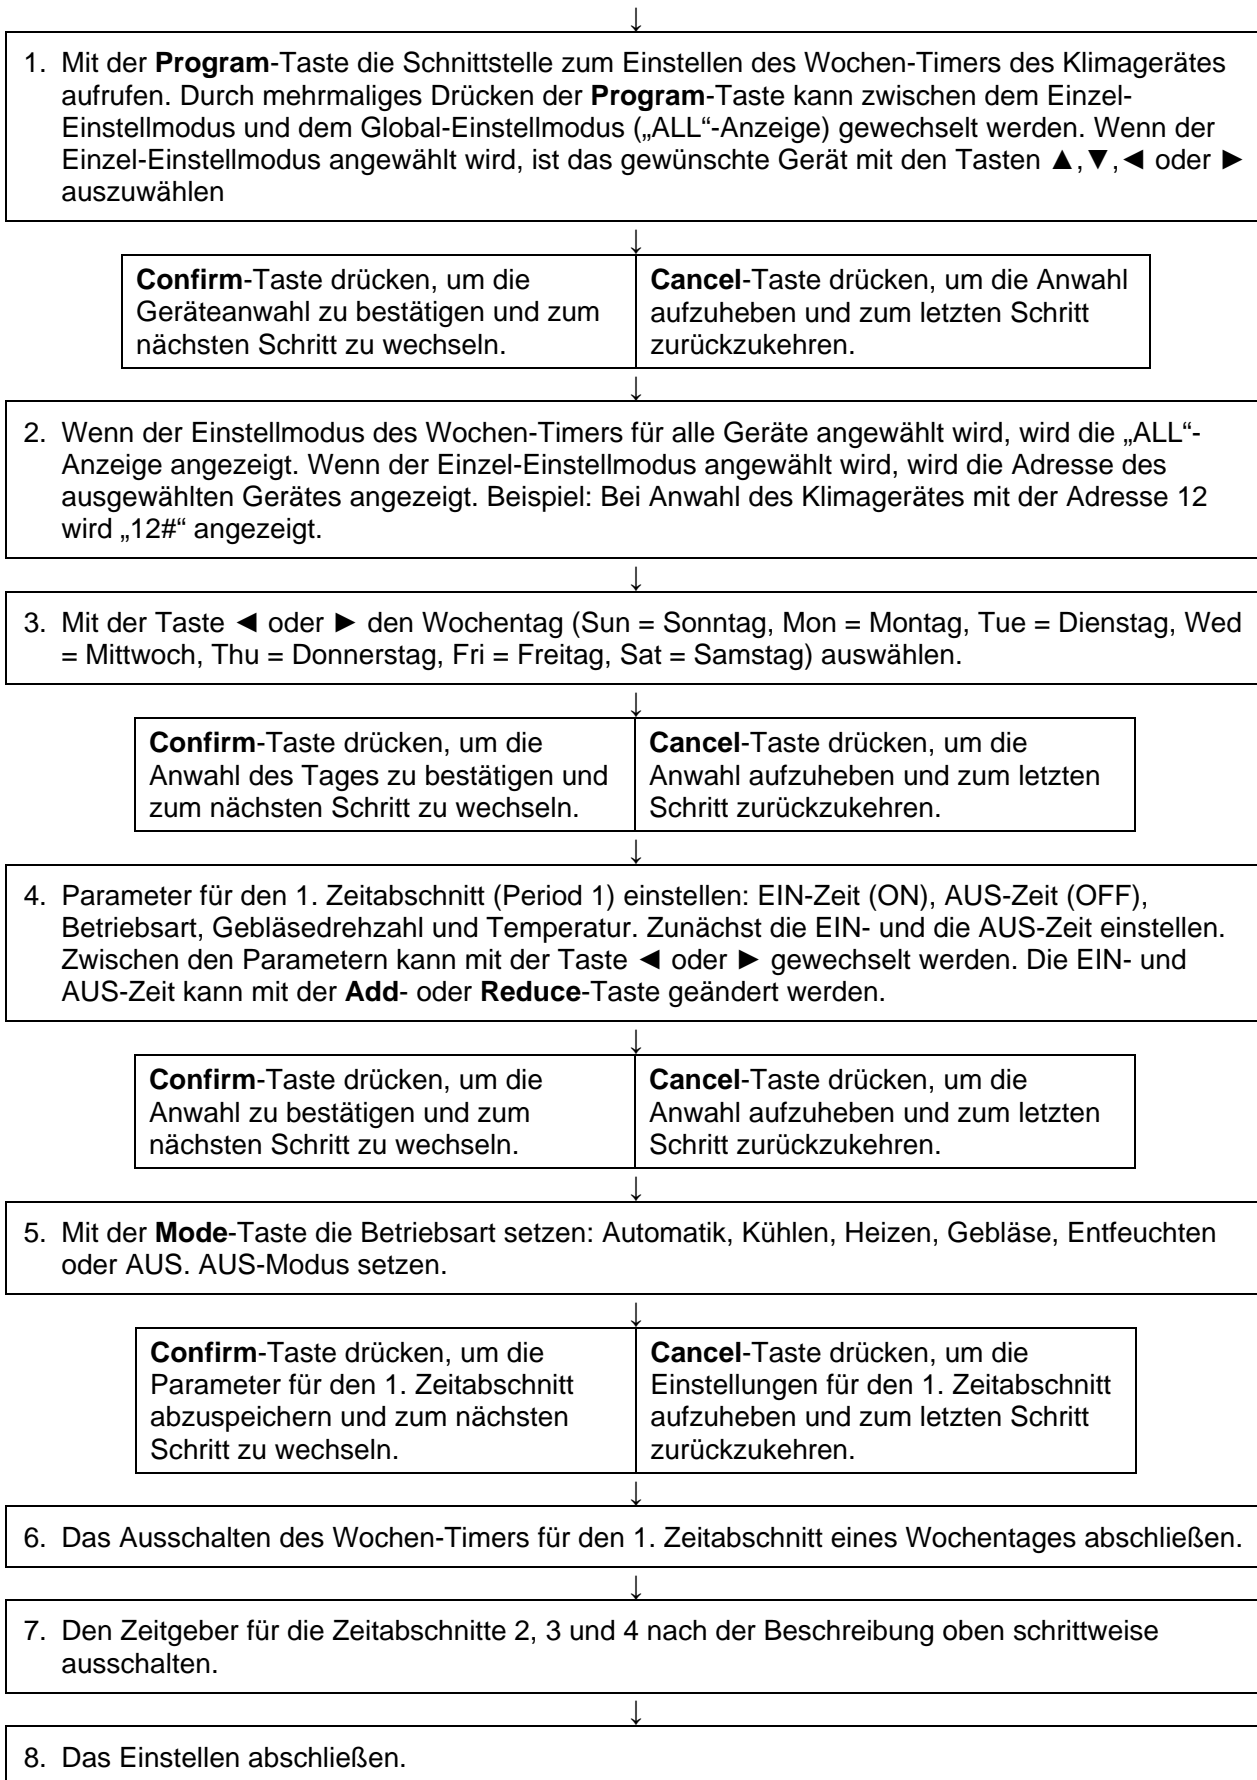 ↓
1. Mit der Program-Taste die Schnittstelle zum Einstellen des Wochen-Timers des Klimagerätes
aufrufen. Durch mehrmaliges Drücken der Program-Taste kann zwischen dem Einzel-
Einstellmodus und dem Global-Einstellmodus („ALL“-Anzeige) gewechselt werden. Wenn der
Einzel-Einstellmodus angewählt wird, ist das gewünschte Gerät mit den Tasten ▲,▼,◄ oder ►
auszuwählen
↓
Confirm-Taste drücken, um die
Geräteanwahl zu bestätigen und zum
nächsten Schritt zu wechseln.
Cancel-Taste drücken, um die Anwahl
aufzuheben und zum letzten Schritt
zurückzukehren.
↓
2. Wenn der Einstellmodus des Wochen-Timers für alle Geräte angewählt wird, wird die „ALL“-
Anzeige angezeigt. Wenn der Einzel-Einstellmodus angewählt wird, wird die Adresse des
ausgewählten Gerätes angezeigt. Beispiel: Bei Anwahl des Klimagerätes mit der Adresse 12
wird „12#“ angezeigt.
↓
3. Mit der Taste ◄ oder ► den Wochentag (Sun = Sonntag, Mon = Montag, Tue = Dienstag, Wed
= Mittwoch, Thu = Donnerstag, Fri = Freitag, Sat = Samstag) auswählen.
↓
Confirm-Taste drücken, um die
Anwahl des Tages zu bestätigen und
zum nächsten Schritt zu wechseln.
Cancel-Taste drücken, um die
Anwahl aufzuheben und zum letzten
Schritt zurückzukehren.
↓
4. Parameter für den 1. Zeitabschnitt (Period 1) einstellen: EIN-Zeit (ON), AUS-Zeit (OFF),
Betriebsart, Gebläsedrehzahl und Temperatur. Zunächst die EIN- und die AUS-Zeit einstellen.
Zwischen den Parametern kann mit der Taste ◄ oder ► gewechselt werden. Die EIN- und
AUS-Zeit kann mit der Add- oder Reduce-Taste geändert werden.
↓
Confirm-Taste drücken, um die
Anwahl zu bestätigen und zum
nächsten Schritt zu wechseln.
Cancel-Taste drücken, um die
Anwahl aufzuheben und zum letzten
Schritt zurückzukehren.
↓
5. Mit der Mode-Taste die Betriebsart setzen: Automatik, Kühlen, Heizen, Gebläse, Entfeuchten
oder AUS. AUS-Modus setzen.
↓
Confirm-Taste drücken, um die
Parameter für den 1. Zeitabschnitt
abzuspeichern und zum nächsten
Schritt zu wechseln.
Cancel-Taste drücken, um die
Einstellungen für den 1. Zeitabschnitt
aufzuheben und zum letzten Schritt
zurückzukehren.
↓
6. Das Ausschalten des Wochen-Timers für den 1. Zeitabschnitt eines Wochentages abschließen.
↓
7. Den Zeitgeber für die Zeitabschnitte 2, 3 und 4 nach der Beschreibung oben schrittweise
ausschalten.
↓
8. Das Einstellen abschließen.